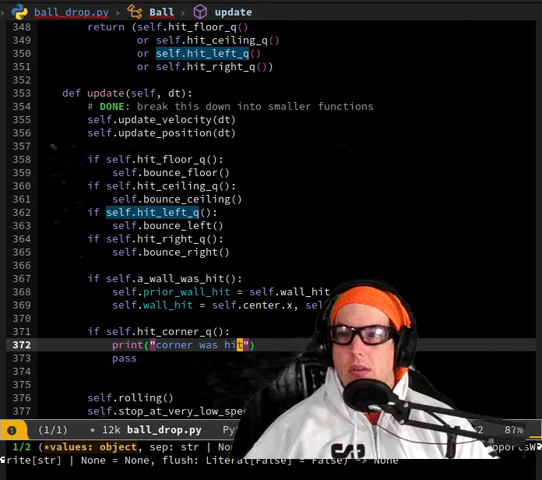 ball_drop.py › Ball › update
348 return (self.hit_floor_q()
349 or self.hit_ceiling_q()
350 or self.hit_left_q()
351 or self.hit_right_q())
352
353 def update(self, dt):
354 # DONE: break this down into smaller functions
355 self.update_velocity(dt)
356 self.update_position(dt)
357
358 if self.hit_floor_q():
359 self.bounce_floor()
360 if self.hit_ceiling_q():
361 self.bounce_ceiling()
362 if self.hit_left_q():
363 self.bounce_left()
364 if self.hit_right_q():
365 self.bounce_right()
366
367 if self.a_wall_was_hit():
368 self.prior_wall_hit = self.wall_hit
369 self.wall_hit = self.center.x,
370
371 if self.hit_corner_q():
372 print("corner was hit")
373 pass
374
375
376 self.rolling()
377 self.stop_at_very_low_spe
(1/1) * 12k ball_drop.py 87%
1/2 (*values: object, sep: str | No
rite[str] | None = None, flush: Literal[False] = False) -> None